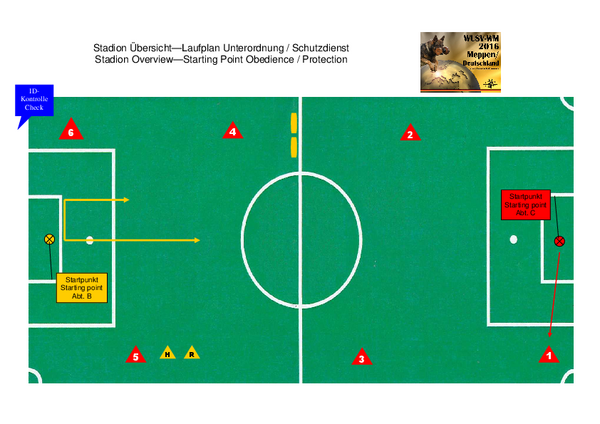 Stadion Übersicht—Laufplan Unterordnung / Schutzdienst
Stadion Overview—Starting Point Obedience / Protection
WUSV-WM
2016
Meppen/
Deutschland
ID-
Kontrolle
Check
6
4
2
Startpunkt
Starting point
Abt. C
Startpunkt
Starting point
Abt. B
5
H
R
3
1